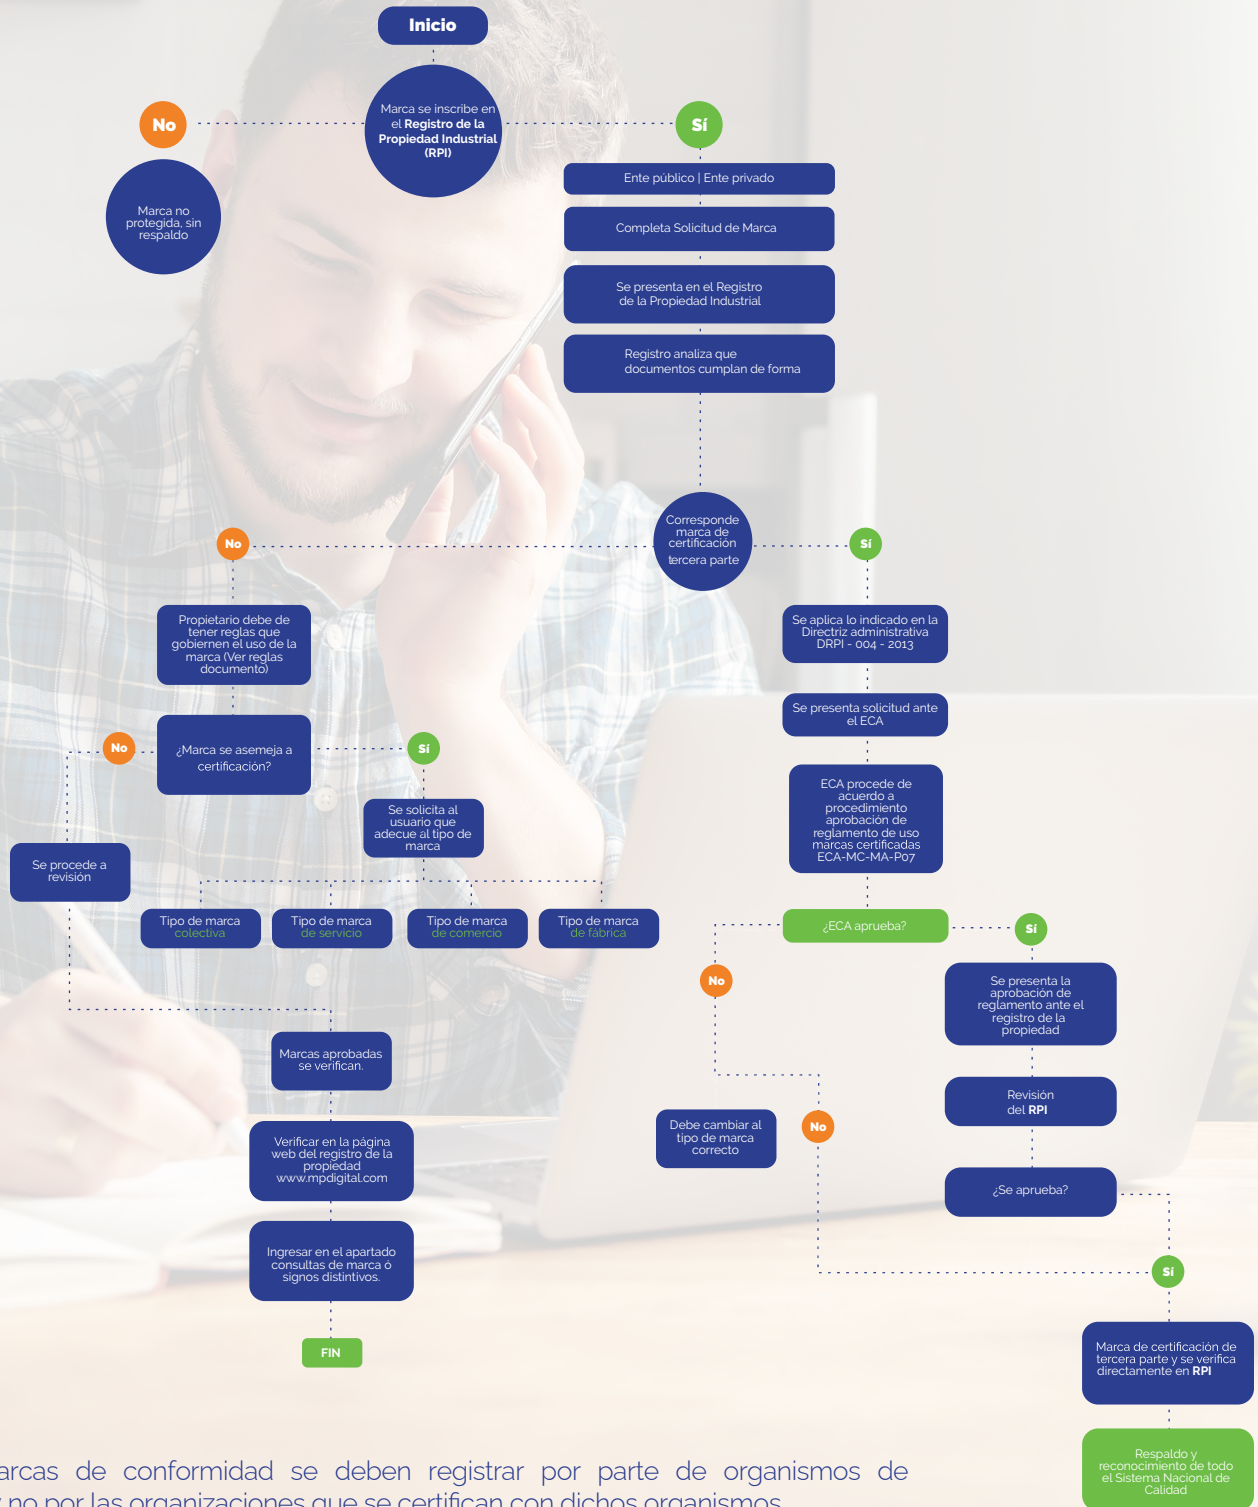 Inicio
Marca se inscribe en
el Registro de la
Propiedad Industrial
(RPI)
No
Marca no
protegida, sin
respaldo
Sí
Ente público | Ente privado
Completa Solicitud de Marca
Se presenta en el Registro
de la Propiedad Industrial
Registro analiza que
documentos cumplan de forma
Corresponde
marca de
certificación
tercera parte
No
Propietario debe de
tener reglas que
gobiernen el uso de la
marca (Ver reglas
documento)
¿Marca se asemeja a
certificación?
No
Se procede a
revisión
Sí
Se solicita al
usuario que
adecue al tipo de
marca
Tipo de marca
colectiva
Tipo de marca
de servicio
Tipo de marca
de comercio
Tipo de marca
de fábrica
Marcas aprobadas
se verifican.
Verificar en la página
web del registro de la
propiedad
www.mpdigital.com
Ingresar en el apartado
consultas de marca ó
signos distintivos.
FIN
Sí
Se aplica lo indicado en la
Directriz administrativa
DRPI - 004 - 2013
Se presenta solicitud ante
el ECA
ECA procede de
acuerdo a
procedimiento
aprobación de
reglamento de uso
marcas certificadas
ECA-MC-MA-P07
¿ECA aprueba?
No
Sí
Se presenta la
aprobación de
reglamento ante el
registro de la
propiedad
Revisión
del RPI
¿Se aprueba?
Debe cambiar al
tipo de marca
correcto
No
Sí
Marca de certificación de
tercera parte y se verifica
directamente en RPI
Respaldo y
reconocimiento de todo
el Sistema Nacional de
Calidad
arcas de conformidad se deben registrar por parte de organismos de
y no por las organizaciones que se certifican con dichos organismos